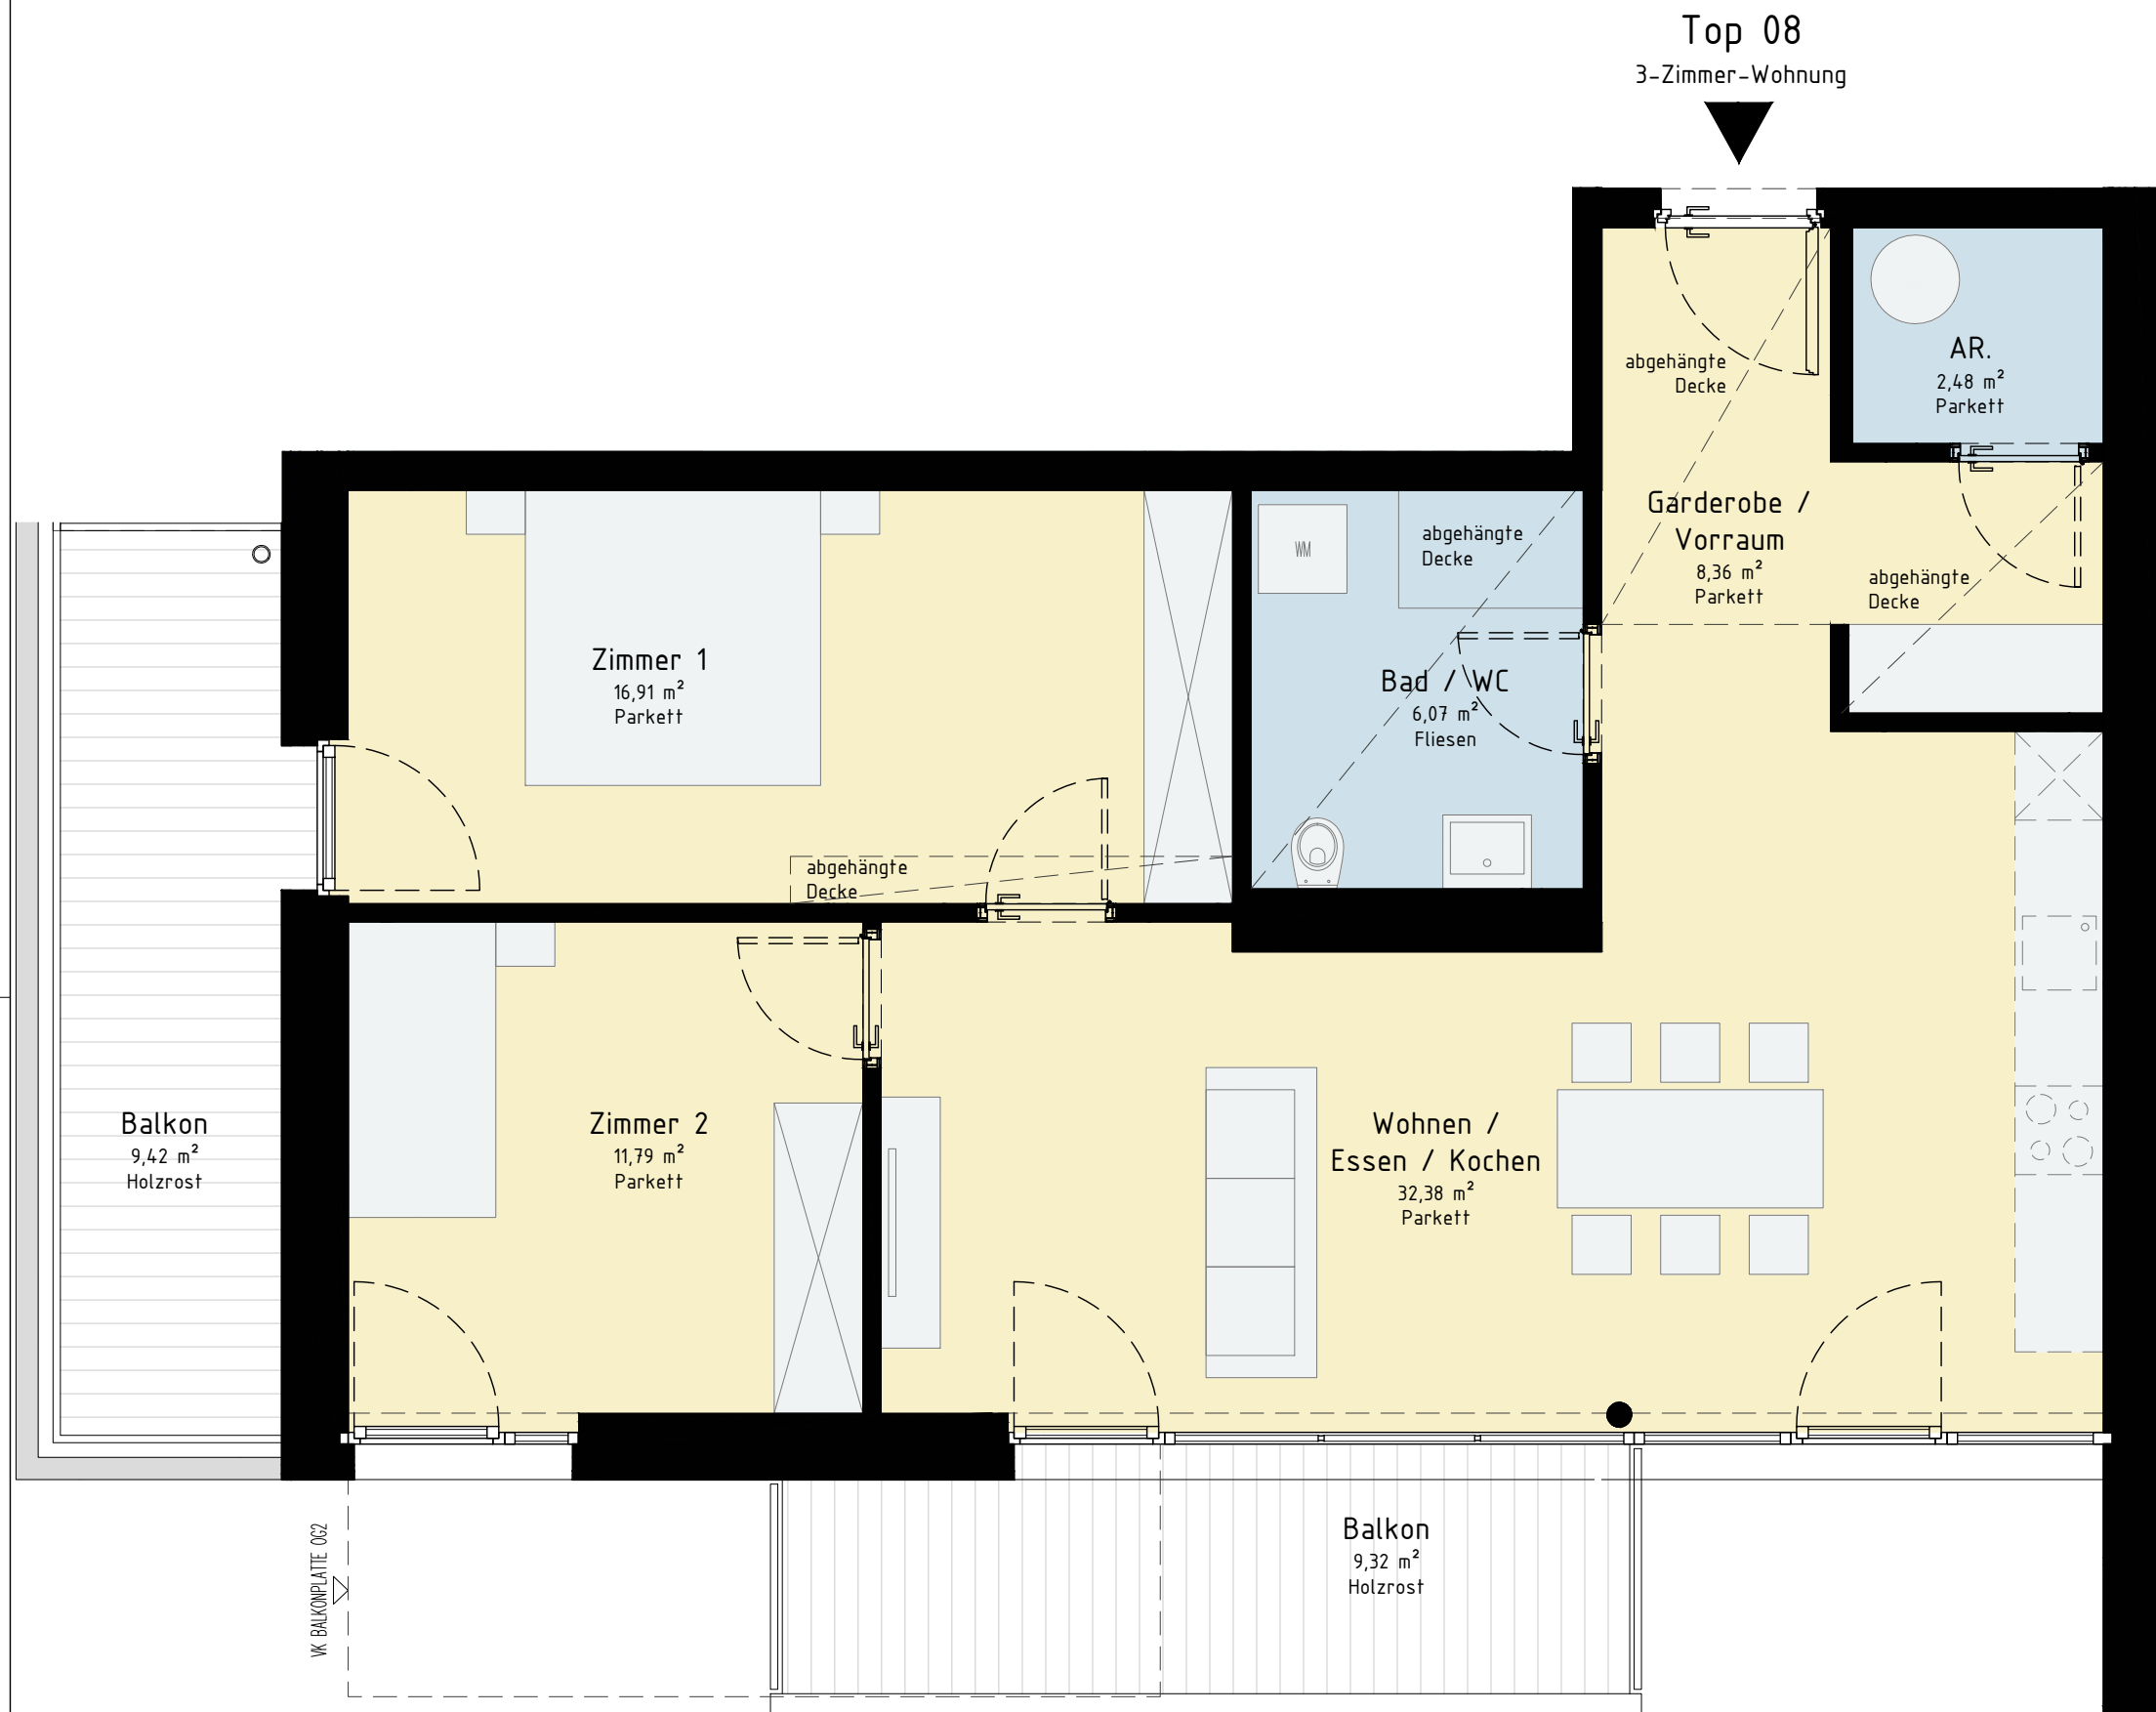 Top 08
3-Zimmer-Wohnung
abgehängte
Decke
AR.
2,48 m²
Parkett
Garderobe /
Vorraum
8,36 m²
Parkett
abgehängte
Decke
WM
abgehängte
Decke
Zimmer 1
16,91 m²
Parkett
Bad / WC
6,07 m²
Fliesen
abgehängte
Decke
Balkon
9,42 m²
Holzrost
Zimmer 2
11,79 m²
Parkett
Wohnen /
Essen / Kochen
32,38 m²
Parkett
VK BALKONPLATTE OG2
Balkon
9,32 m²
Holzrost